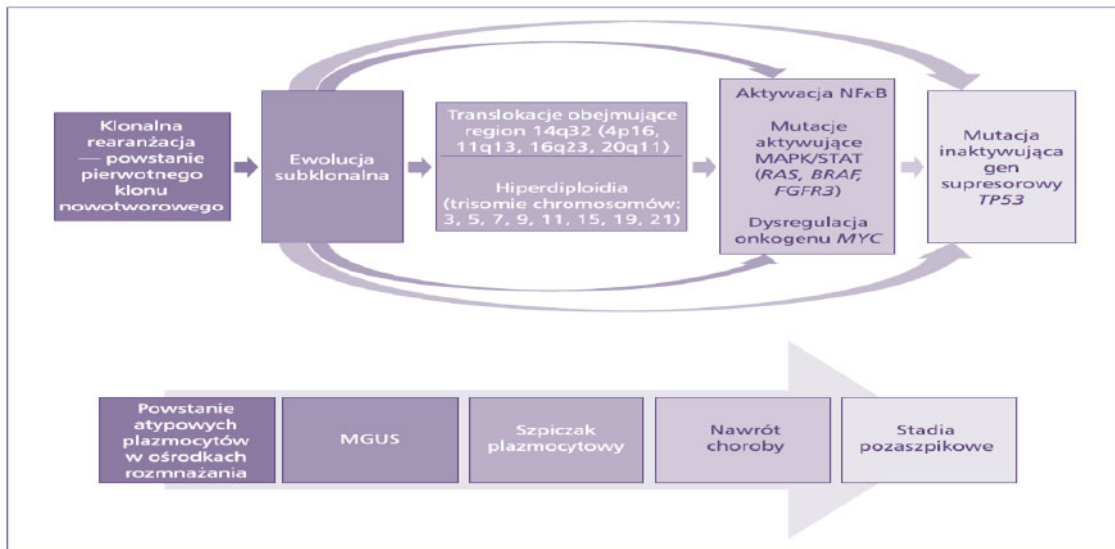 Klonalna
rearanżacja
— powstanie
pierwotnego klonu
nowotworowego
Ewolucja
subklonalna
Translokacje obejmujące
region 14q32 (4p16,
11q13, 16q23, 20q11)
Hiperdiploidia
(trisomie chromosomów:
3, 5, 7, 9, 11, 15, 19, 21)
Aktywacja NFκB
Mutacje
aktywujące
MAPK/STAT
(RAS, BRAF,
FGFR3)
Dysregulacja
onkogenu MYC
Mutacja
inaktywująca
gen
supresorowy
TP53
Powstanie
atypowych
plazmocytów
w ośrodkach
rozmnażania
MGUS
Szpiczak
plazmocytowy
Nawrót
choroby
Stadia
pozaszpikowe